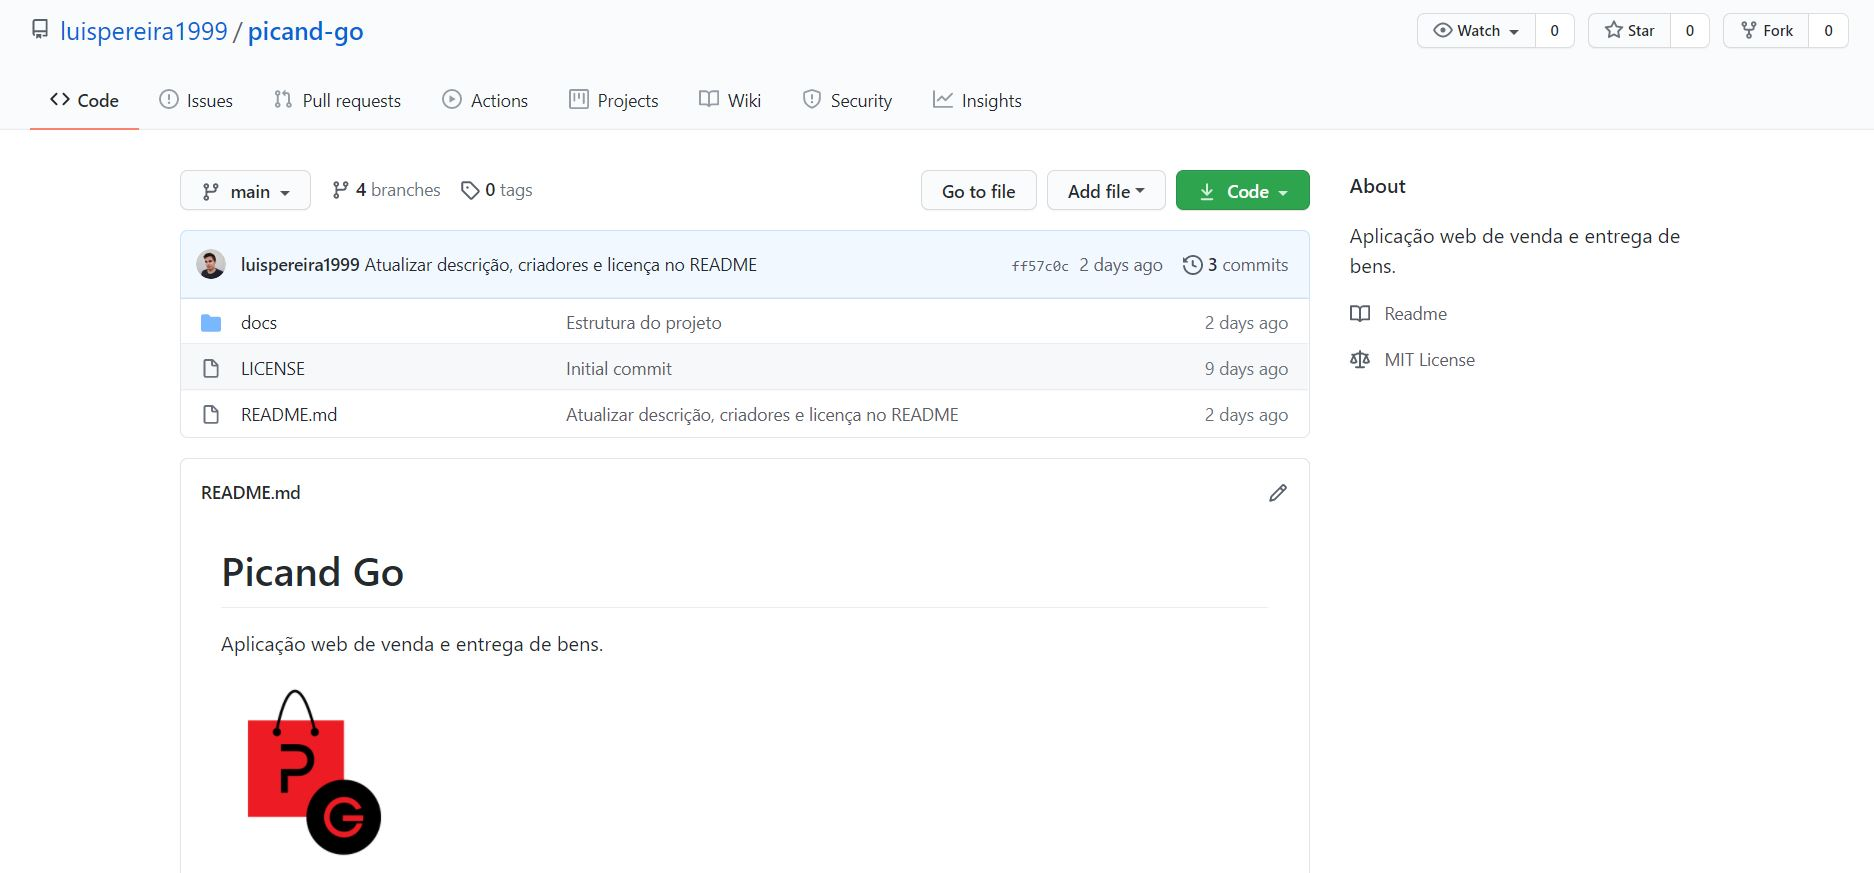 luispereira1999 / picand-go
Watch 0 Star 0 Fork 0
Code Issues Pull requests Actions Projects Wiki Security Insights
main 4 branches 0 tags Go to file Add file Code
luispereira1999 Atualizar descrição, criadores e licença no README ff57c0c 2 days ago 3 commits
docs Estrutura do projeto 2 days ago
LICENSE Initial commit 9 days ago
README.md Atualizar descrição, criadores e licença no README 2 days ago
About
Aplicação web de venda e entrega de
bens.
Readme
MIT License
README.md
Picand Go
Aplicação web de venda e entrega de bens.
P
G